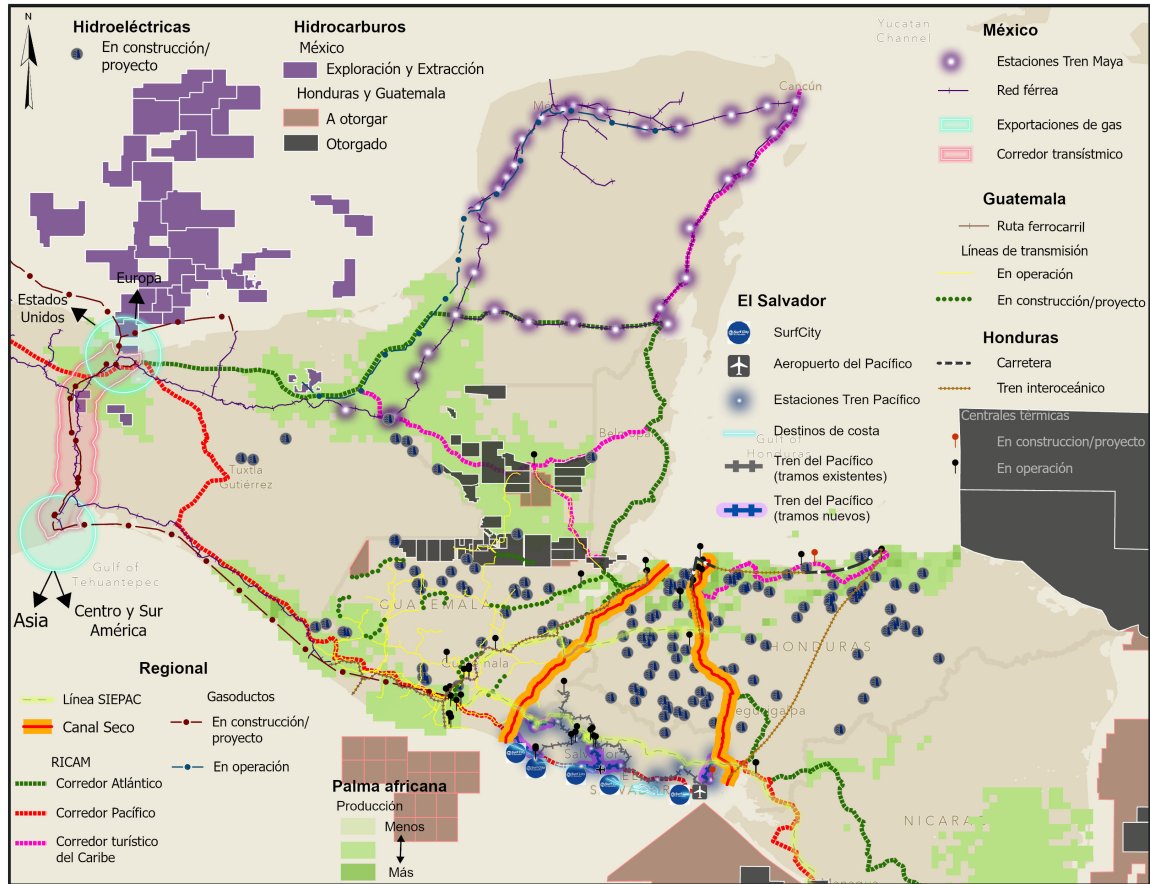 N
Hidroeléctricas
En construcción/
proyecto
Hidrocarburos
México
Exploración y Extracción
Honduras y Guatemala
A otorgar
Otorgado
Yucatan
Channel
México
Estaciones Tren Maya
Red férrea
Exportaciones de gas
Corredor transístmico
Guatemala
Ruta ferrocarril
Líneas de transmisión
En operación
En construcción/proyecto
Honduras
Carretera
Tren interoceánico
Centrales térmicas
En construccion/proyecto
En operación
El Salvador
SurfCity
Aeropuerto del Pacífico
Estaciones Tren Pacífico
Destinos de costa
Tren del Pacífico
(tramos existentes)
Tren del Pacífico
(tramos nuevos)
Cancún
Europa
Estados
Unidos
Gulf of
Honduras
Tuxtla
Gutiérrez
Gulf of
Tehuantepec
Asia
Centro y Sur
América
GUATEMALA
Guatemala
HONDURAS
NICARAG
Regional
Línea SIEPAC
Canal Seco
RICAM
Corredor Atlántico
Corredor Pacífico
Corredor turístico
del Caribe
Gasoductos
En construcción/
proyecto
En operación
Palma africana
Producción
Menos
Más